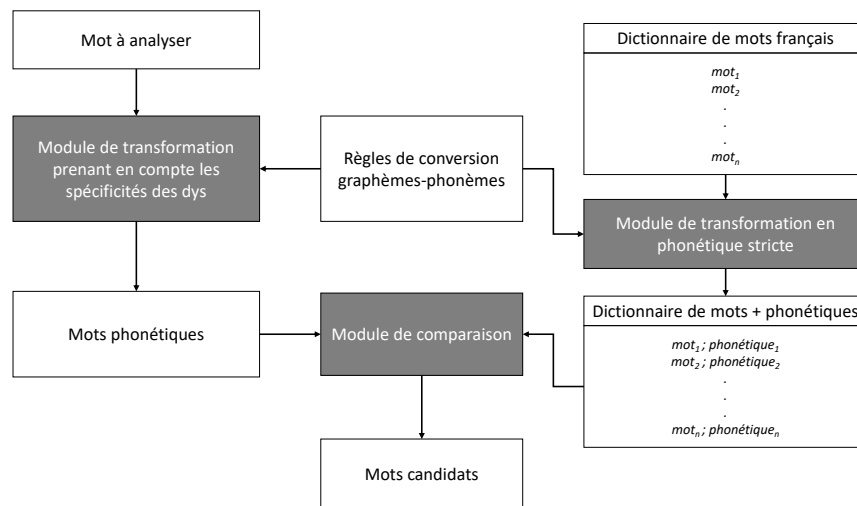 Mot à analyser
Dictionnaire de mots français
mot₁
mot₂
.
.
.
motₙ
Module de transformation
prenant en compte les
spécificités des dys
Règles de conversion
graphèmes-phonèmes
Module de transformation en
phonétique stricte
Mots phonétiques
Module de comparaison
Dictionnaire de mots + phonétiques
mot₁ ; phonétique₁
mot₂ ; phonétique₂
.
.
.
motₙ ; phonétiqueₙ
Mots candidats